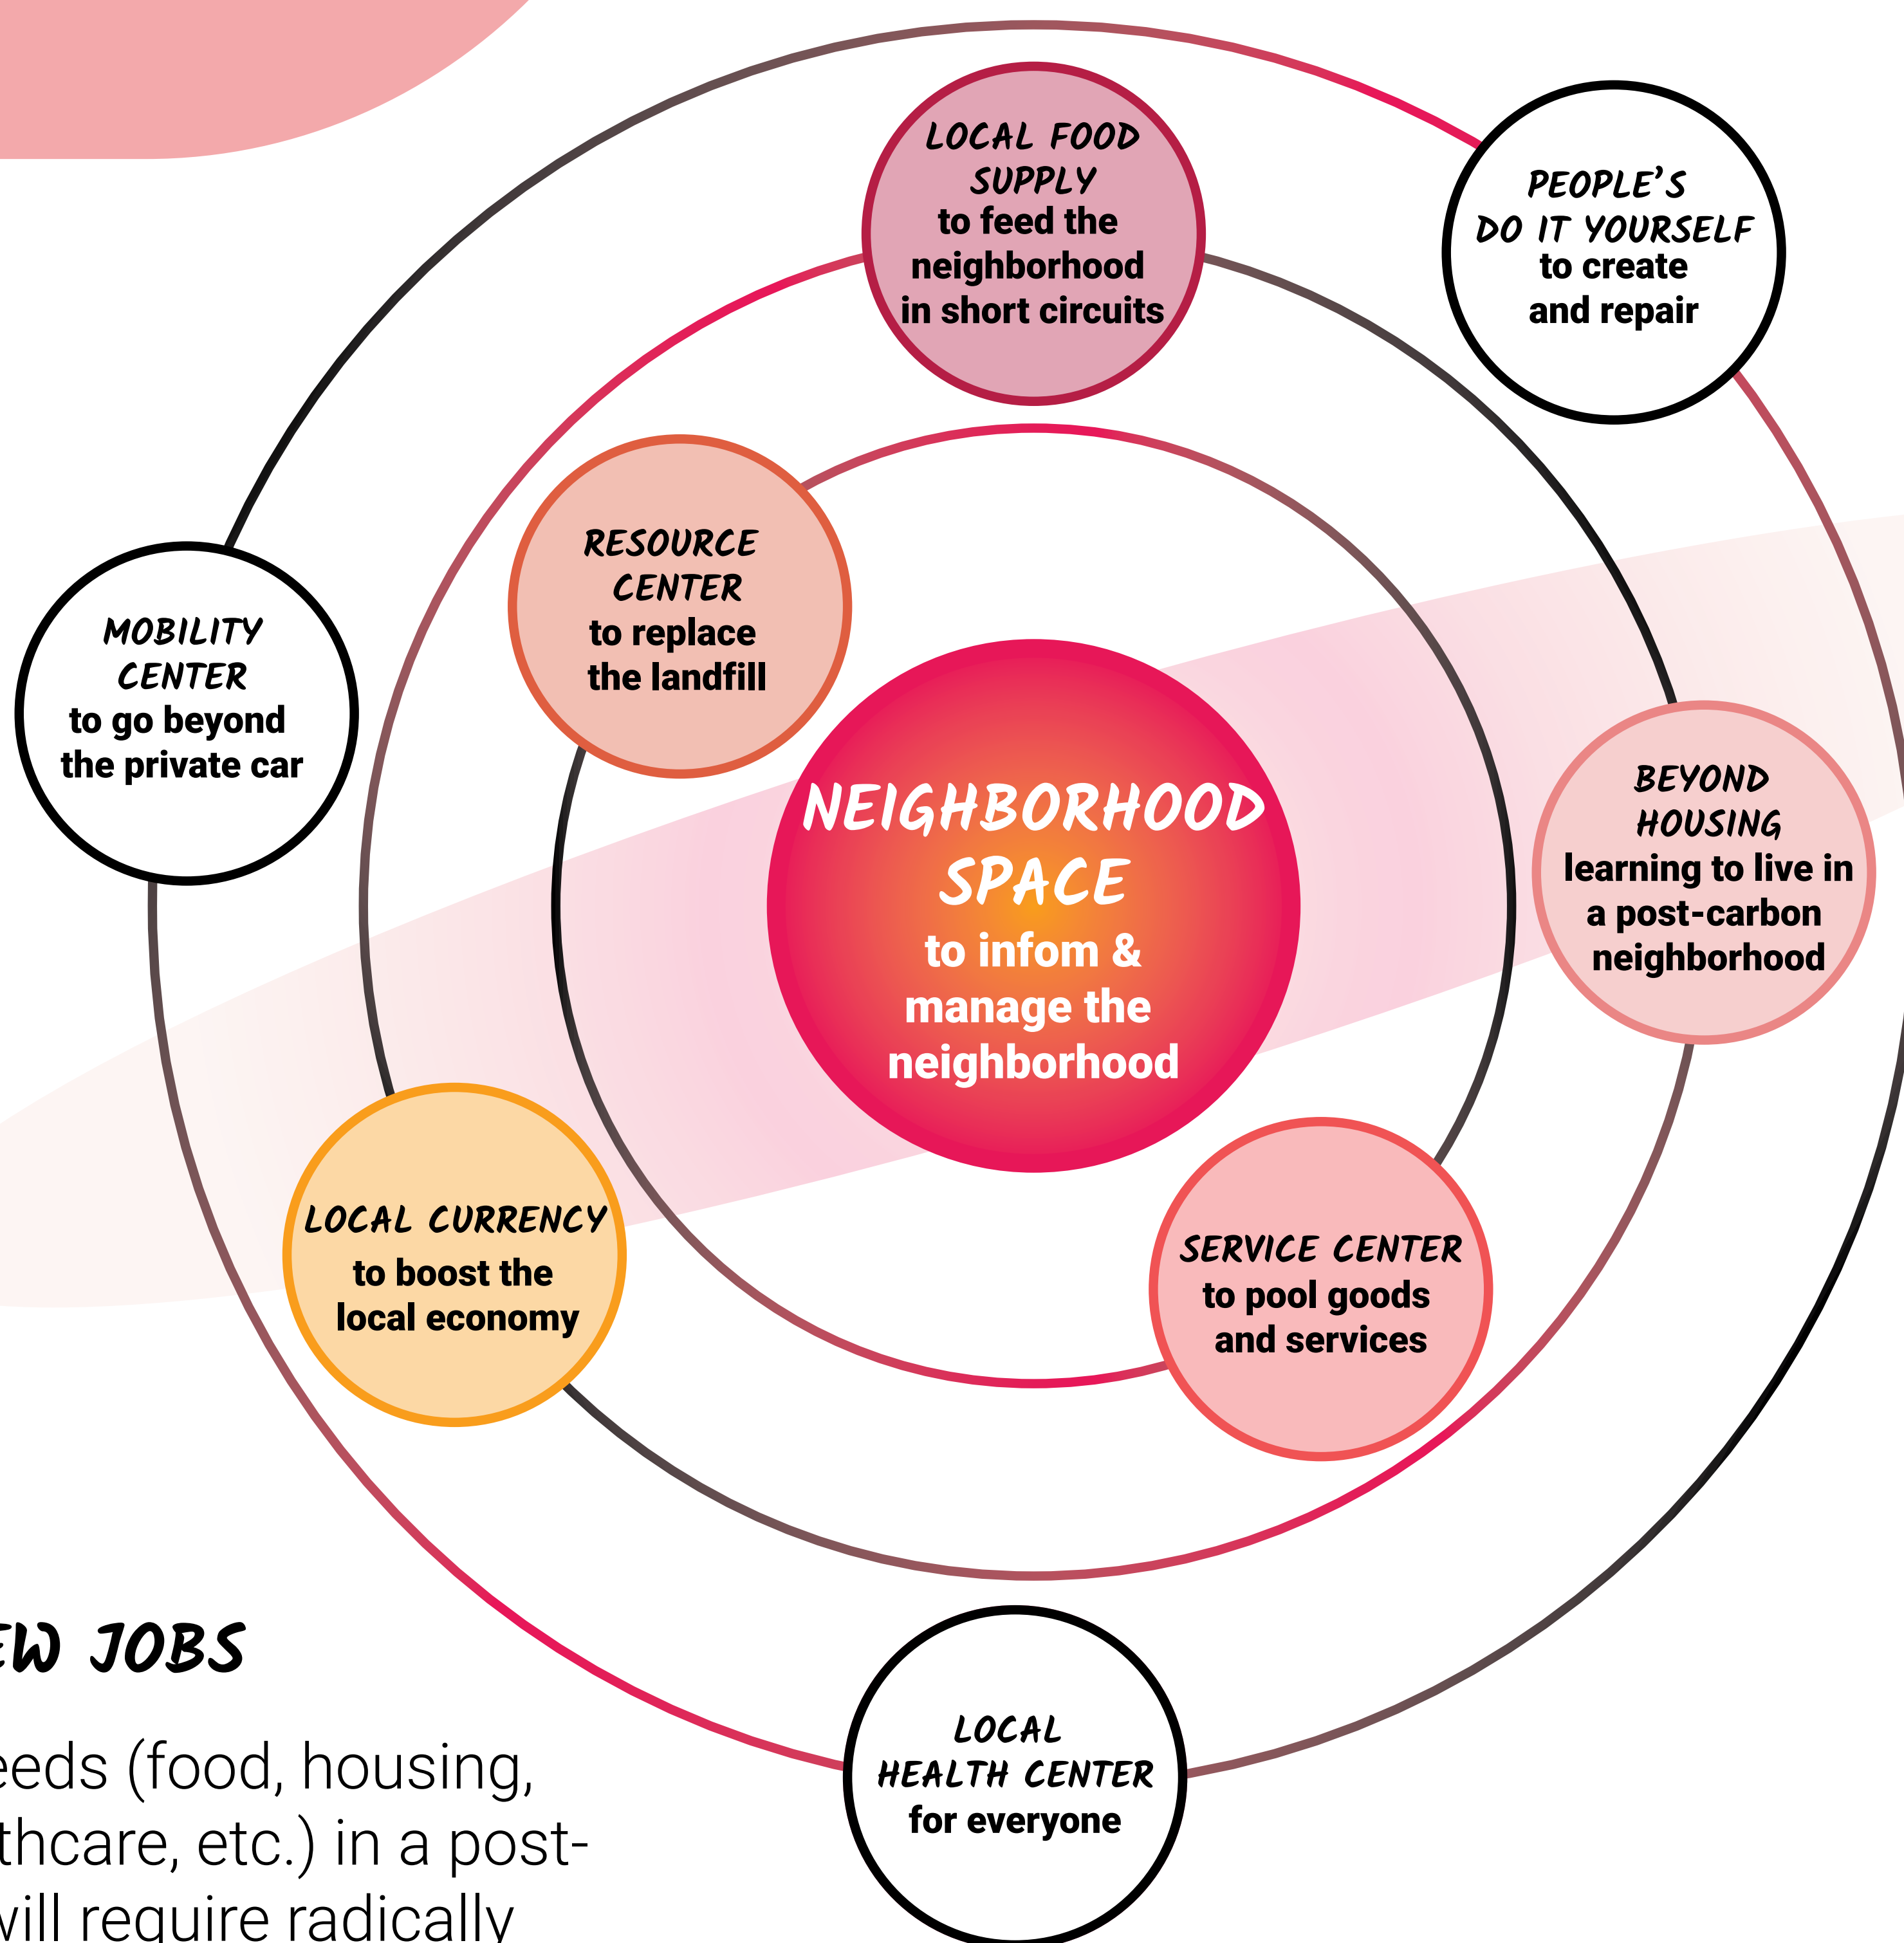 LOCAL FOOD
SUPPLY
to feed the
neighborhood
in short circuits
PEOPLE'S
DO IT YOURSELF
to create
and repair
RESOURCE
CENTER
to replace
the landfill
MOBILITY
CENTER
to go beyond
the private car
NEIGHBORHOOD
SPACE
to infom &
manage the
neighborhood
BEYOND
HOUSING
learning to live in
a post-carbon
neighborhood
LOCAL CURRENCY
to boost the
local economy
SERVICE CENTER
to pool goods
and services
LOCAL
HEALTH CENTER
for everyone
EW JOBS
eeds (food, housing,
thcare, etc.) in a post-
will require radically